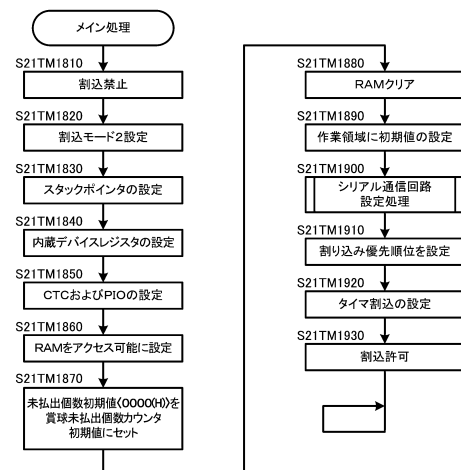 メイン処理
S21TM1810
割込禁止
S21TM1820
割込モード2設定
S21TM1830
スタックポインタの設定
S21TM1840
内蔵デバイスレジスタの設定
S21TM1850
CTCおよびPIOの設定
S21TM1860
RAMをアクセス可能に設定
S21TM1870
未払出個数初期値(0000(H))を
賞球未払出個数カウンタ
初期値にセット
S21TM1880
RAMクリア
S21TM1890
作業領域に初期値の設定
S21TM1900
シリアル通信回路
設定処理
S21TM1910
割り込み優先順位を設定
S21TM1920
タイマ割込の設定
S21TM1930
割込許可